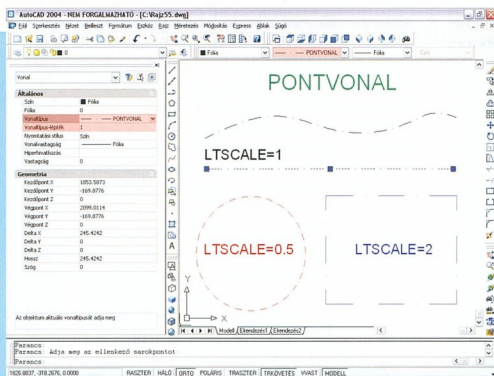 AutoCAD 2004 - NEM FORGALMAZHATÓ - [C:\Rajz55.dwg]
Fájl Szerkesztés Nézet Beilleszt Formátum Eszköz Rajz Méretezés Módosítás Express Ablak Súgó
0 Fólia PONTVONAL Fólia
Vonal
Általános
Szín Fólia
Fólia 0
Vonaltípus PONTVONAL
Vonaltípus-lépték 1
Nyomtatási stílus Szín
Vonalvastagság Fólia
Hiperhivatkozás
Vastagság 0
Geometria
Kezdőpont X 1853.5873
Kezdőpont Y -169.8776
Kezdőpont Z 0
Végpont X 2099.0114
Végpont Y -169.8776
Végpont Z 0
Delta X 245.4242
Delta Y 0
Delta Z 0
Hossz 245.4242
Szög 0
Az objektum aktuális vonaltípusát adja meg
PONTVONAL
LTSCALE=1
LTSCALE=0.5
LTSCALE=2
Y
X
Modell Elrendezés1 Elrendezés2
Parancs:
Parancs: Adja meg az ellenkező sarokpontot
Parancs:
1826.8837, -318.2676, 0.0000 RASZTER HÁLÓ ORTO POLÁRIS TRASZTER TRKÖVETÉS VVAST MODELL